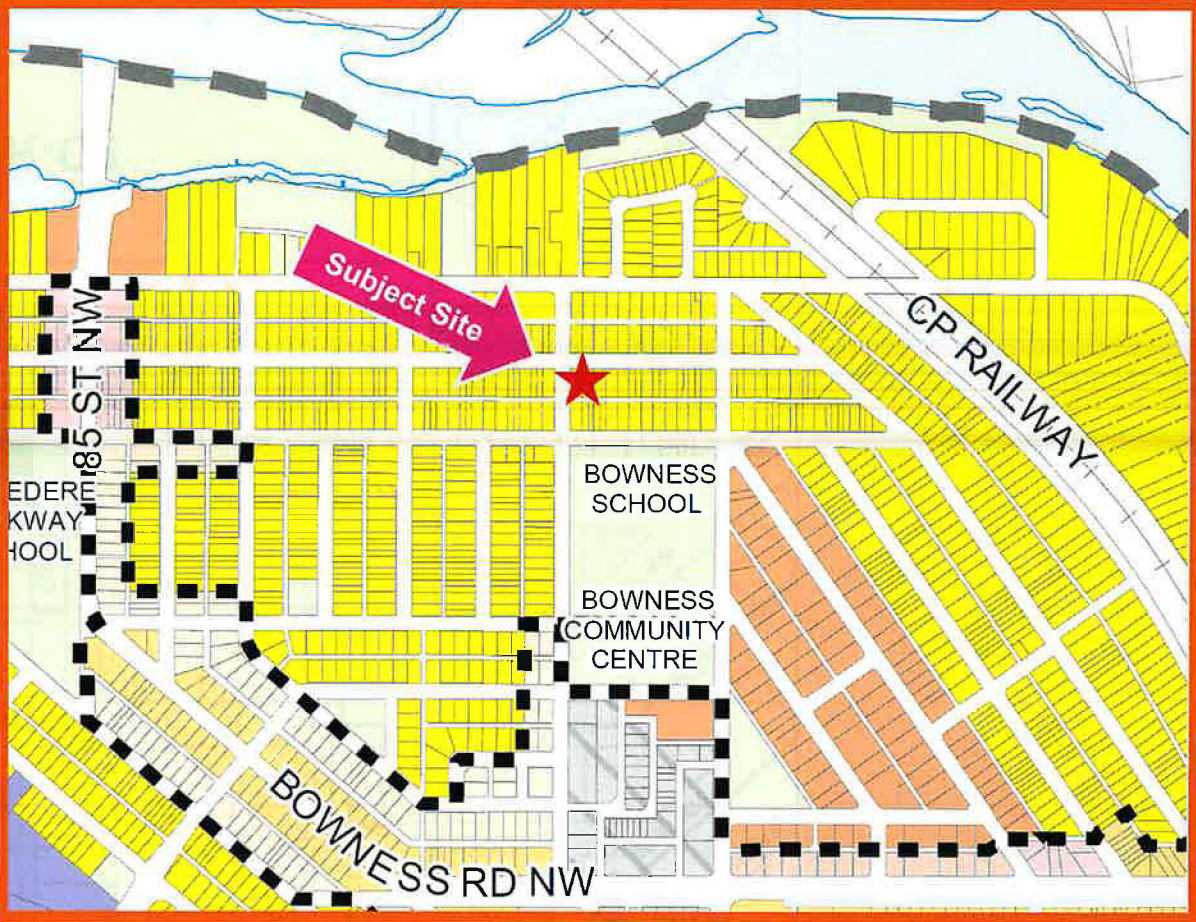 Subject Site
85 ST NW
CP RAILWAY
BOWNESS
SCHOOL
EDERE
KWAY
HOOL
BOWNESS
COMMUNITY
CENTRE
BOWNESS RD NW